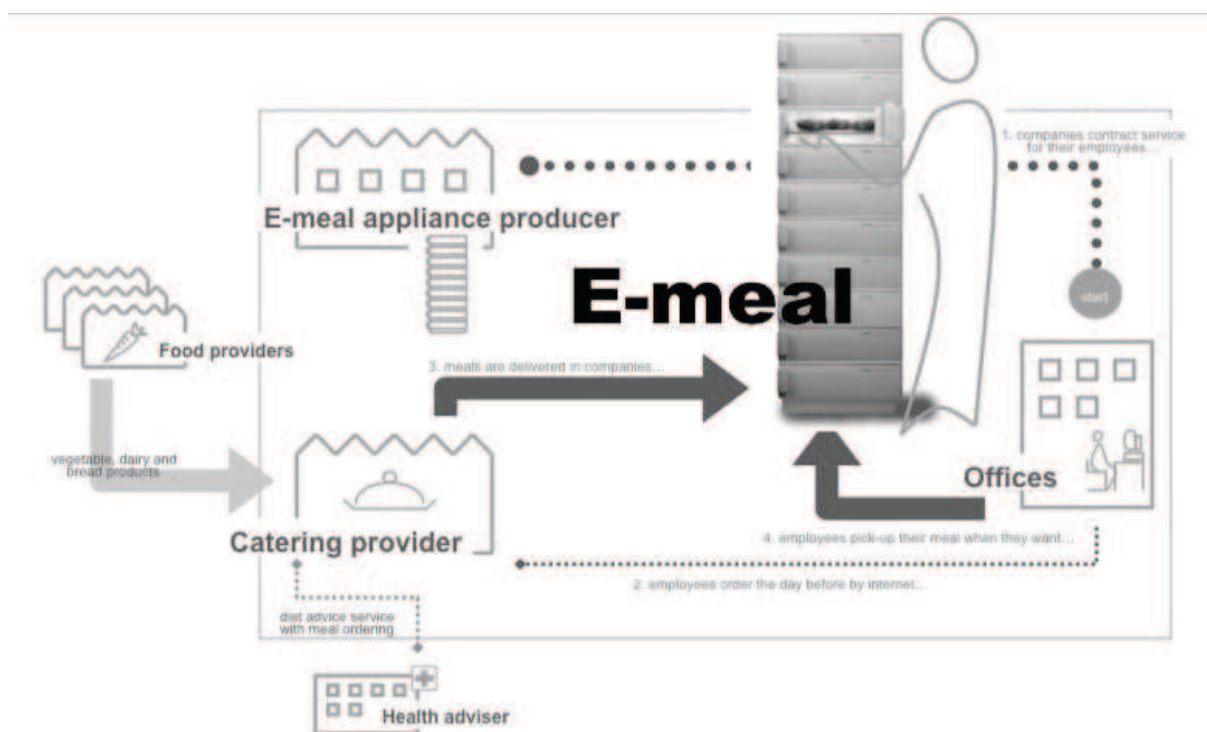 1. companies contract service
for their employees...
E-meal appliance producer
start
E-meal
Food providers
3. meals are delivered in companies...
vegetable, dairy and
bread products
Offices
Catering provider
4. employees pick-up their meal when they want...
2. employees order the day before by internet...
diet advice service
with meal ordering
Health adviser